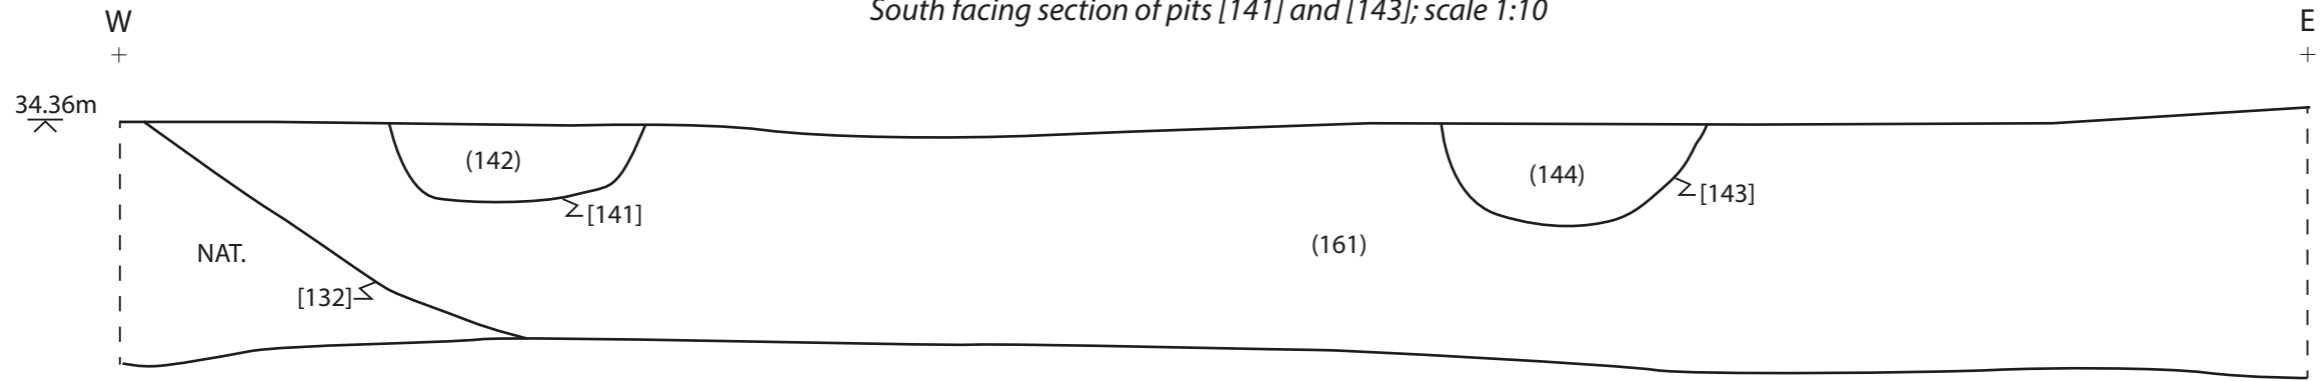 South facing section of pits [141] and [143]; scale 1:10
W
E
34.36m
(142)
(144)
[141]
[143]
(161)
NAT.
[132]